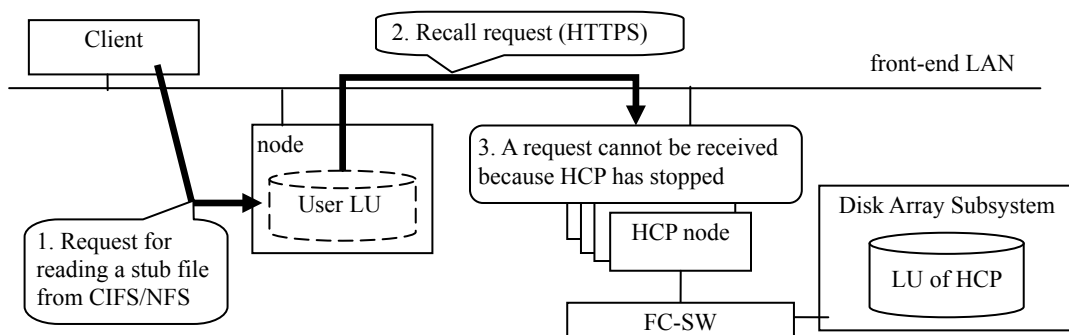 Client
2. Recall request (HTTPS)
front-end LAN
node
User LU
3. A request cannot be received
because HCP has stopped
1. Request for
reading a stub file
from CIFS/NFS
HCP node
Disk Array Subsystem
LU of HCP
FC-SW